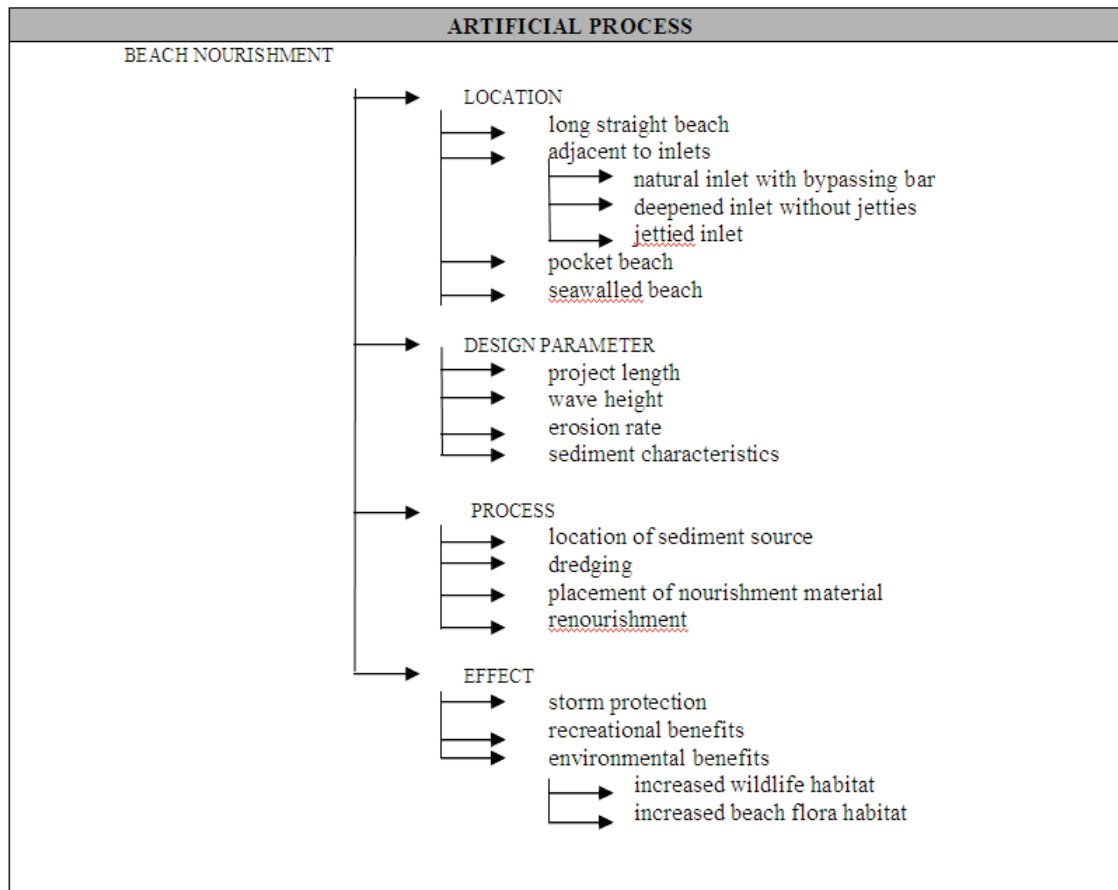 ARTIFICIAL PROCESS
BEACH NOURISHMENT
LOCATION
long straight beach
adjacent to inlets
natural inlet with bypassing bar
deepened inlet without jetties
jettied inlet
pocket beach
seawalled beach
DESIGN PARAMETER
project length
wave height
erosion rate
sediment characteristics
PROCESS
location of sediment source
dredging
placement of nourishment material
renourishment
EFFECT
storm protection
recreational benefits
environmental benefits
increased wildlife habitat
increased beach flora habitat